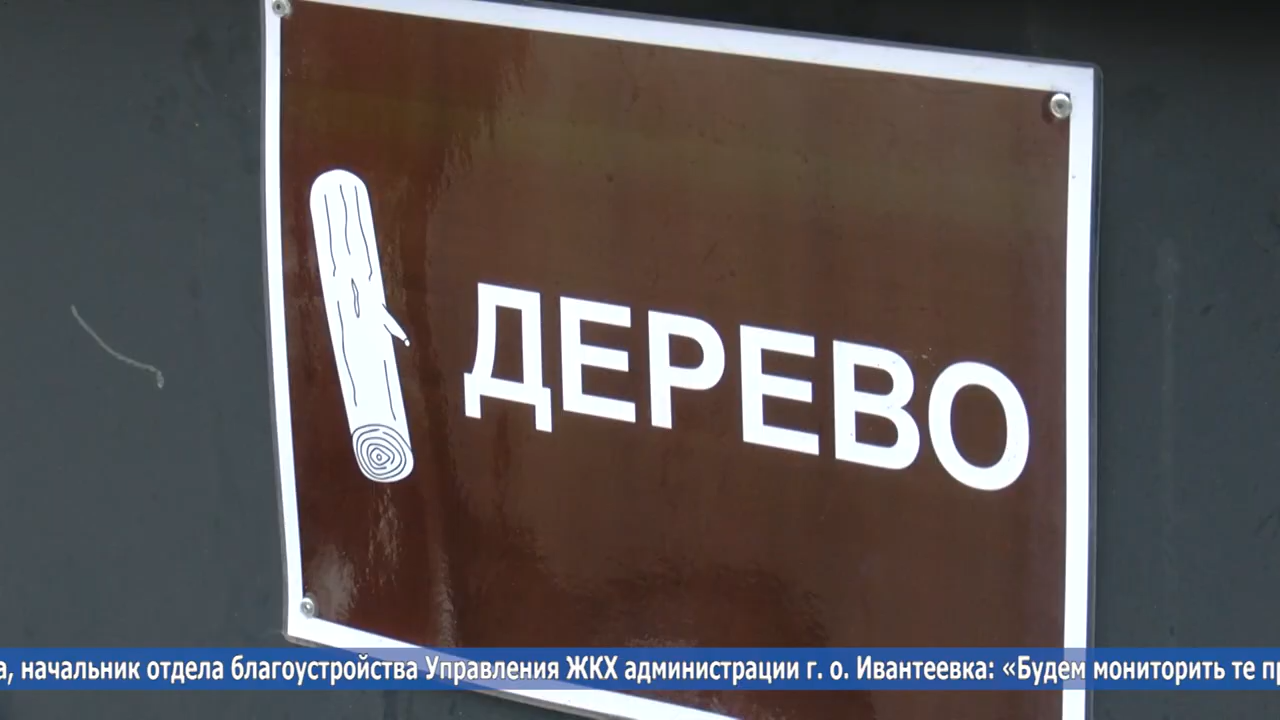 ДЕРЕВО
, начальник отдела благоустройства Управления ЖКХ администрации г. о. Ивантеевка: «Будем мониторить те